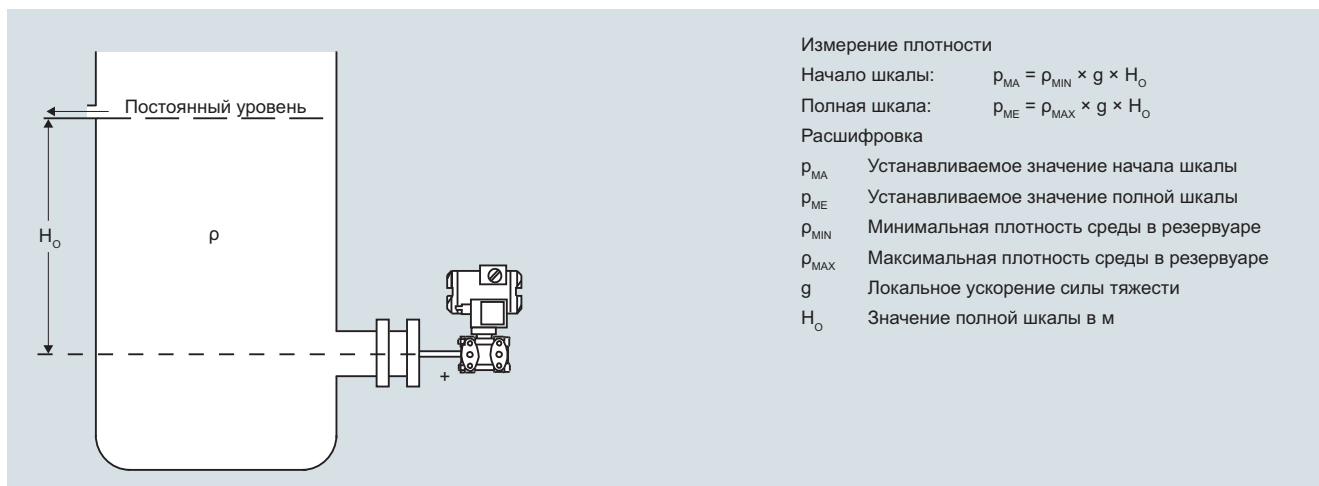 Постоянный уровень
H_O
ρ
+
Измерение плотности
Начало шкалы: p_MA = ρ_MIN × g × H_O
Полная шкала: p_ME = ρ_MAX × g × H_O
Расшифровка
p_MA Устанавливаемое значение начала шкалы
p_ME Устанавливаемое значение полной шкалы
ρ_MIN Минимальная плотность среды в резервуаре
ρ_MAX Максимальная плотность среды в резервуаре
g Локальное ускорение силы тяжести
H_O Значение полной шкалы в м